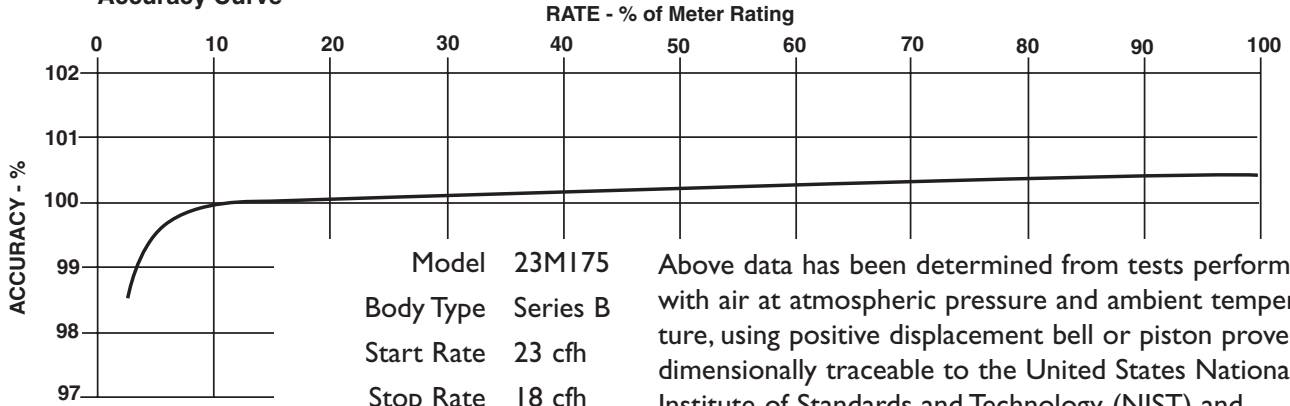 Accuracy Curve
RATE - % of Meter Rating
0 10 20 30 40 50 60 70 80 90 100
102
101
100
99
98
97
ACCURACY - %
Model 23M175
Body Type Series B
Start Rate 23 cfh
Stop Rate 18 cfh
Above data has been determined from tests perform
with air at atmospheric pressure and ambient temper
ture, using positive displacement bell or piston prove
dimensionally traceable to the United States Nationa
Institute of Standards and Technology (NIST) and